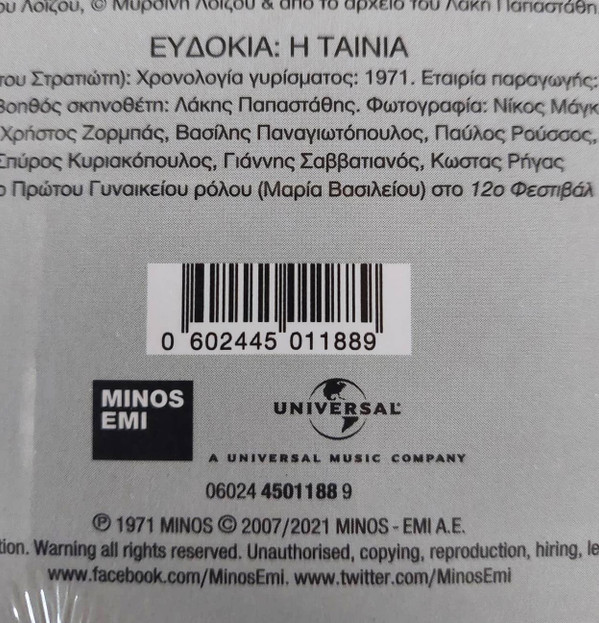 ου Λοΐζου, © Μυρσίνη Λοΐζου & από το αρχείο του Λάκη Παπαστάθη
ΕΥΔΟΚΙΑ: Η ΤΑΙΝΙΑ
του Στρατιώτη): Χρονολογία γυρίσματος: 1971. Εταιρία παραγωγής:
βοηθός σκηνοθέτη: Λάκης Παπαστάθης. Φωτογραφία: Νίκος Μάγκ
Χρήστος Ζορμπάς, Βασίλης Παναγιωτόπουλος, Παύλος Ρούσσος,
Σπύρος Κυριακόπουλος, Γιάννης Σαββατιανός, Κωστας Ρήγας
Πρώτου Γυναικείου ρόλου (Μαρία Βασιλείου) στο 12ο Φεστιβάλ
0 602445 011889
MINOS
EMI
UNIVERSAL
A UNIVERSAL MUSIC COMPANY
06024 4501188 9
℗ 1971 MINOS © 2007/2021 MINOS - EMI A.E.
tion. Warning all rights reserved. Unauthorised, copying, reproduction, hiring, le
www.facebook.com/MinosEmi. www.twitter.com/MinosEmi